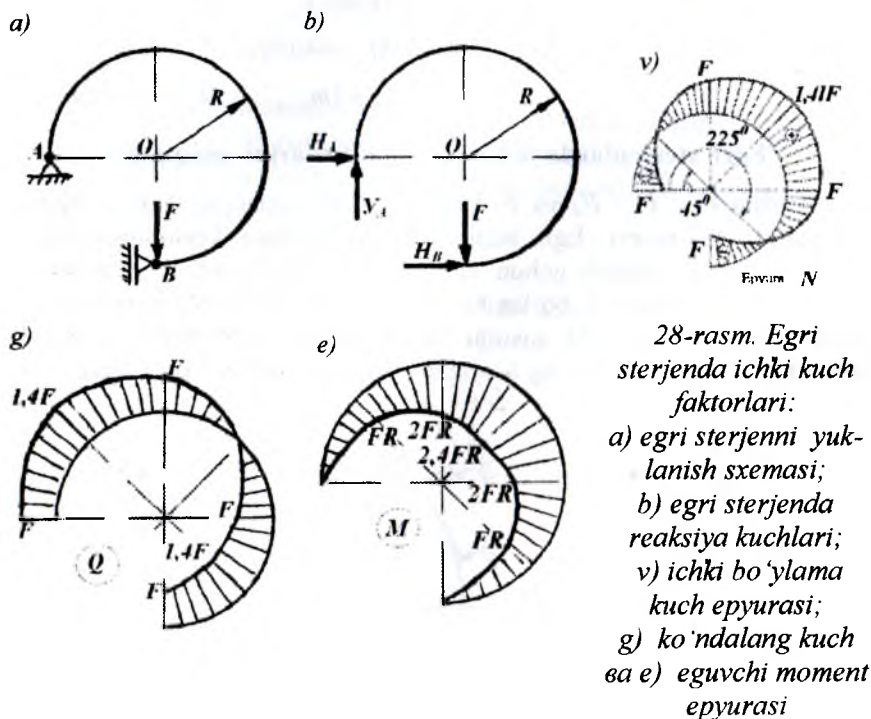 a)
b)
v)
R
A
O
F
B
H_A
R
O
V_A
F
H_B
F
1,41F
225⁰
F
45⁰
F
F
N
g)
F
1,4F
F
F
1,4F
Q
F
e)
FR
2FR
2,4FR
2FR
M
FR
28-rasm. Egri
sterjenda ichki kuch
faktorlari:
a) egri sterjenni yuk-
lanish sxemasi;
b) egri sterjenda
reaksiya kuchlari;
v) ichki bo‘ylama
kuch epyurasi;
g) ko‘ndalang kuch
ва e) eguvchi moment
epyurasi